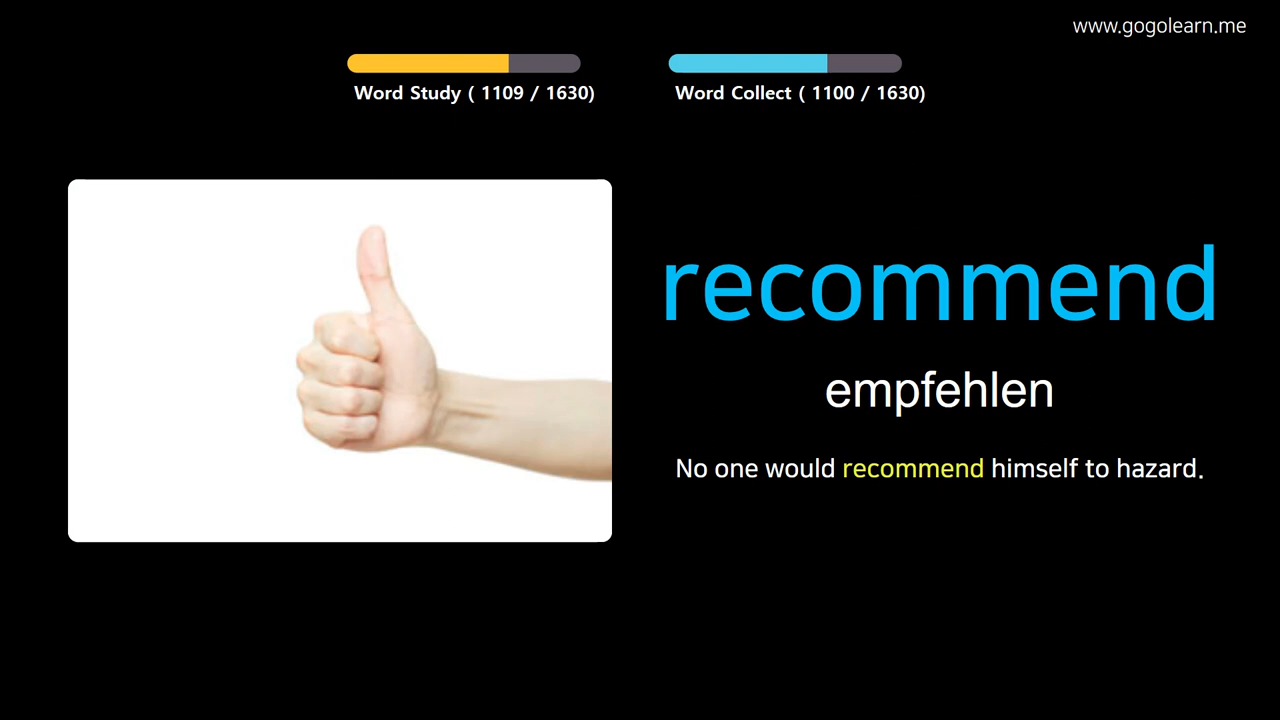 www.gogolearn.me
Word Study ( 1109 / 1630)
Word Collect ( 1100 / 1630)
recommend
empfehlen
No one would recommend himself to hazard.